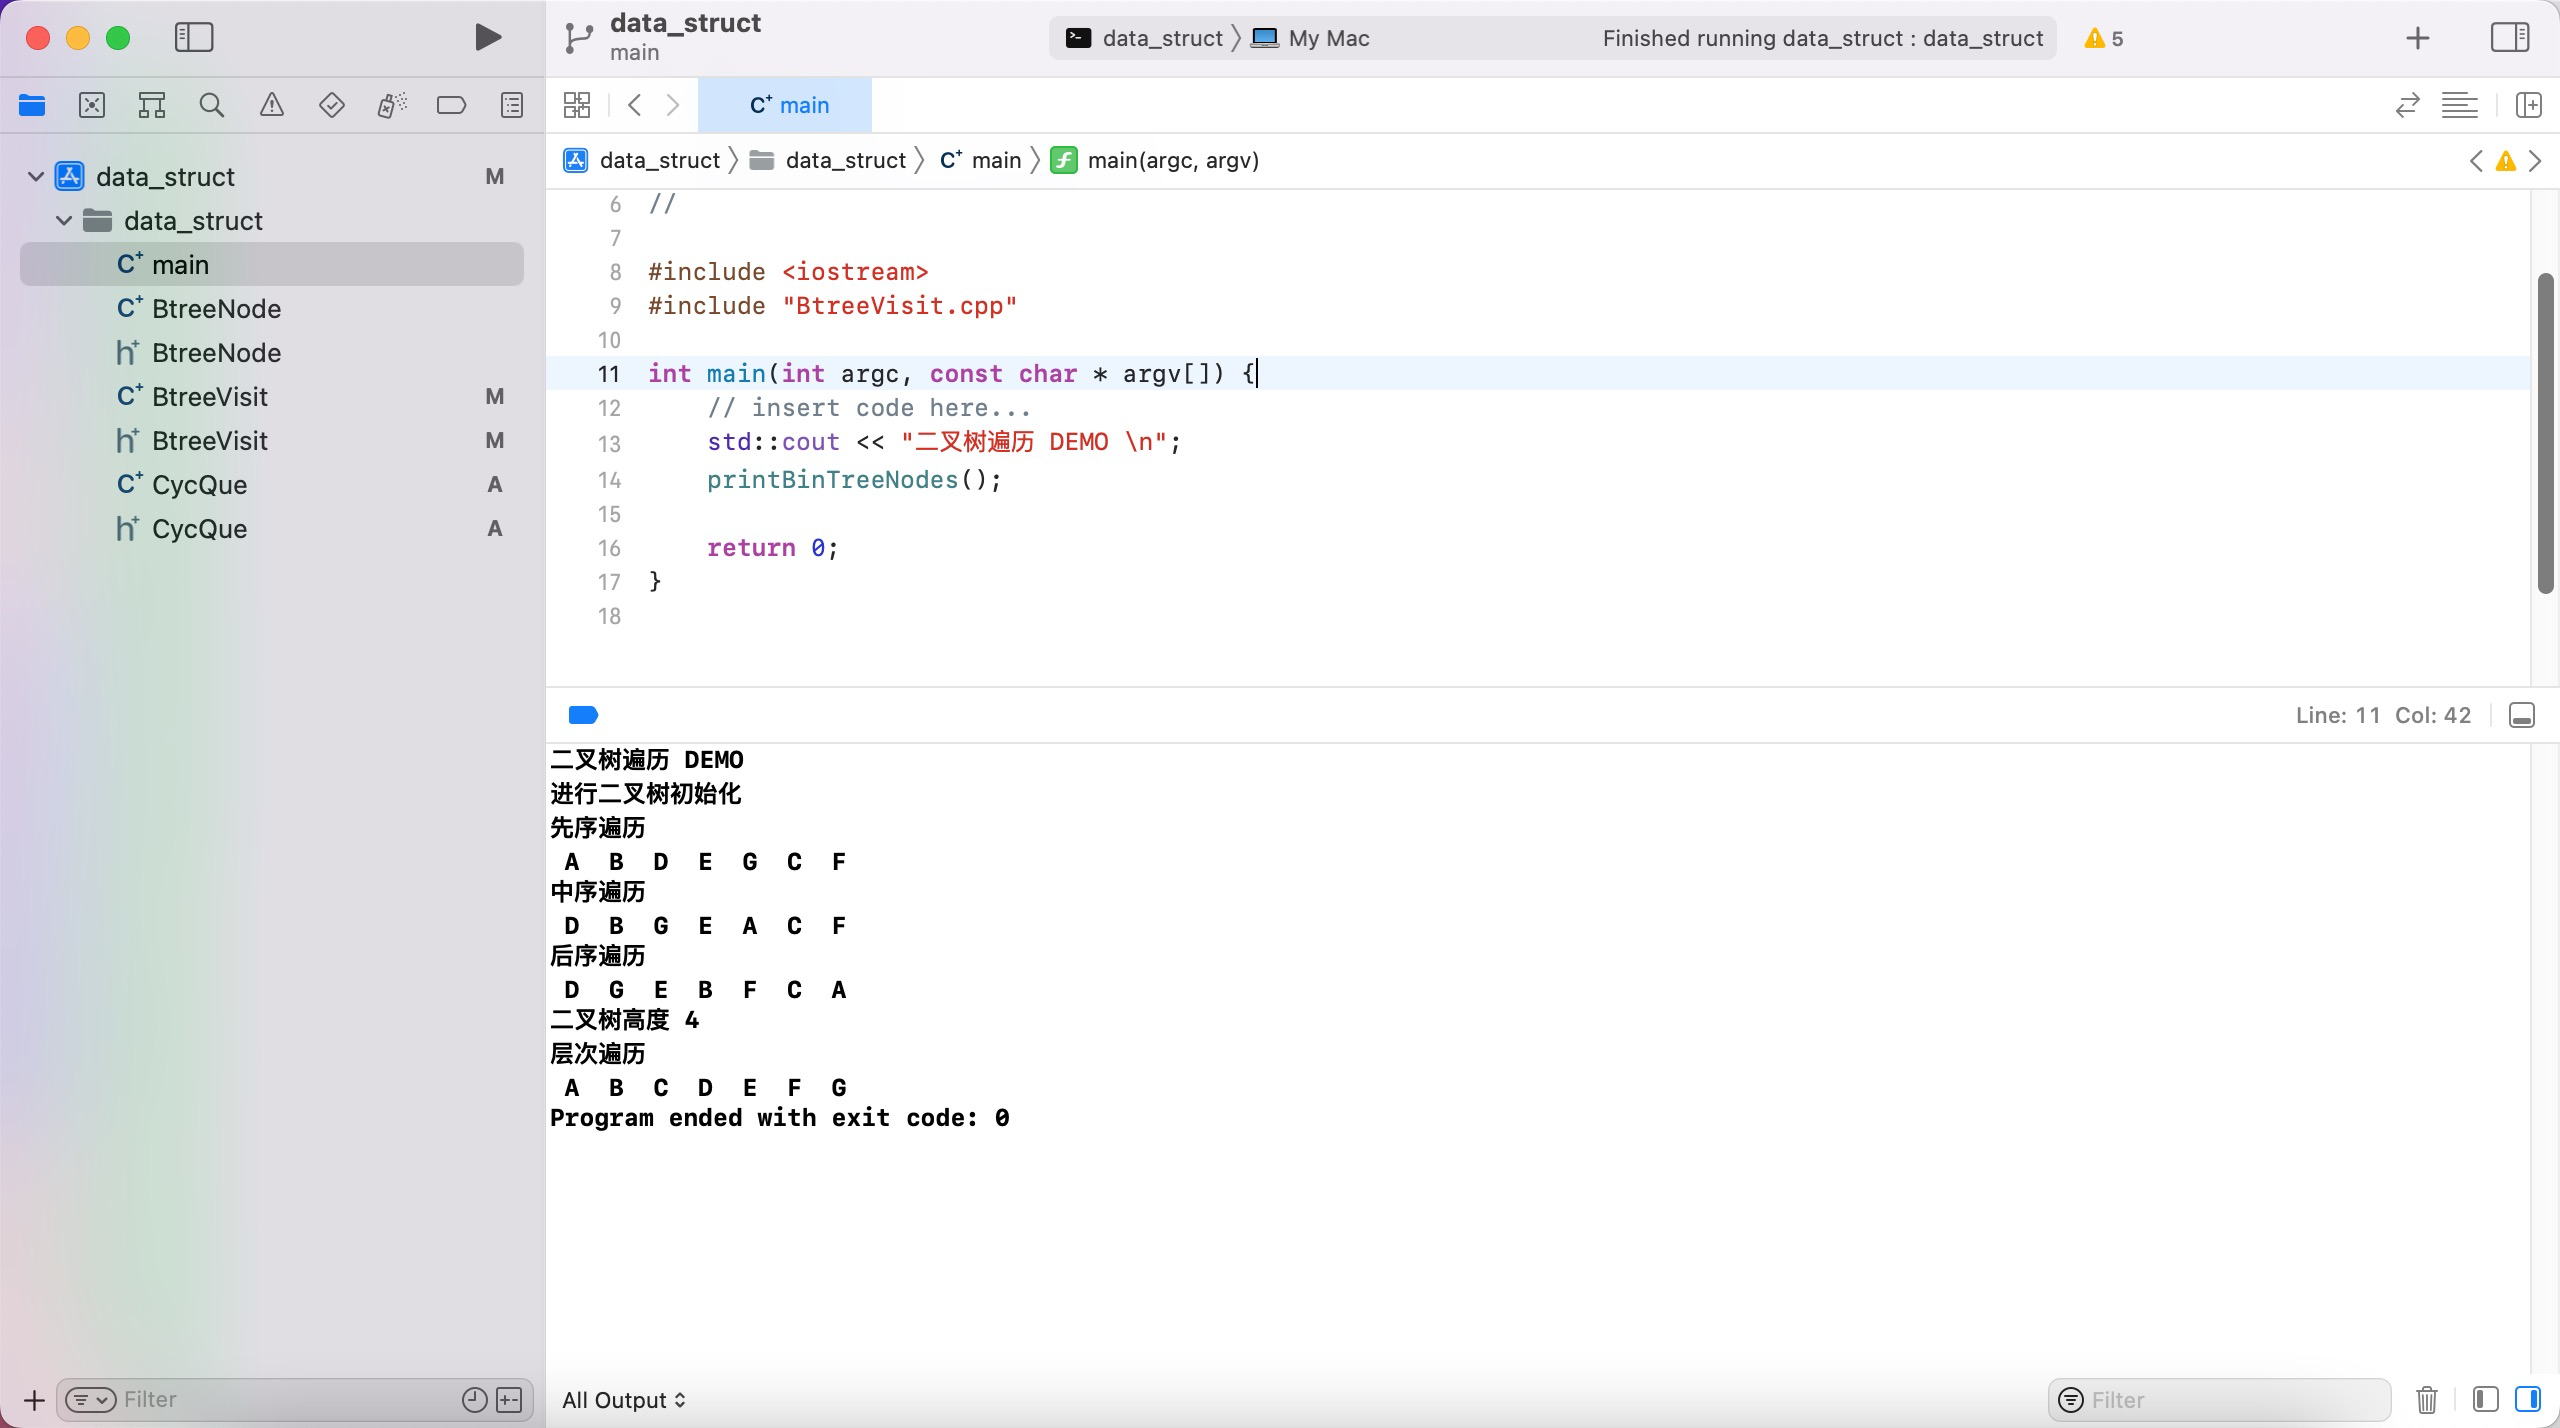 data_struct
main
data_struct 〉 My Mac
Finished running data_struct : data_struct
5
C+ main
data_struct 〉 data_struct 〉 C+ main 〉 f main(argc, argv)
data_struct M
data_struct
C+ main
C+ BtreeNode
h+ BtreeNode
C+ BtreeVisit M
h+ BtreeVisit M
C+ CycQue A
h+ CycQue A
6 //
7
8 #include <iostream>
9 #include "BtreeVisit.cpp"
10
11 int main(int argc, const char * argv[]) {
12 // insert code here...
13 std::cout << "二叉树遍历 DEMO \n";
14 printBinTreeNodes();
15
16 return 0;
17 }
18
Line: 11 Col: 42
二叉树遍历 DEMO
进行二叉树初始化
先序遍历
A B D E G C F
中序遍历
D B G E A C F
后序遍历
D G E B F C A
二叉树高度 4
层次遍历
A B C D E F G
Program ended with exit code: 0
Filter
All Output
Filter